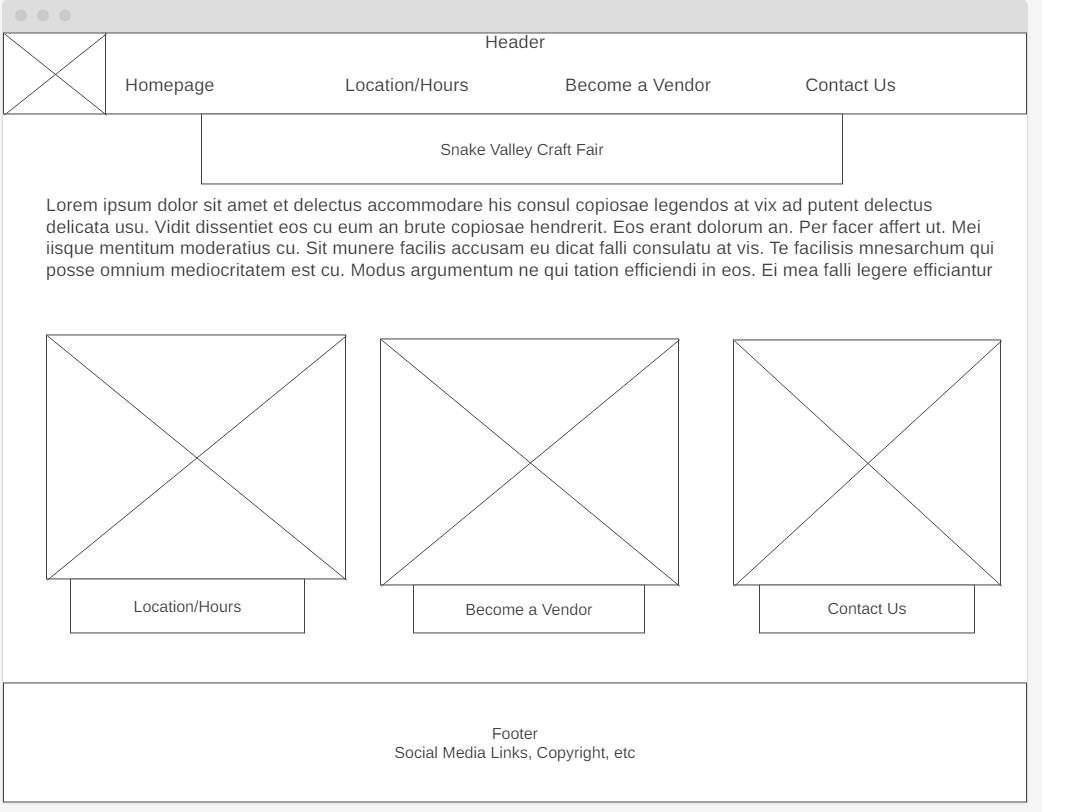 Header
Homepage
Location/Hours
Become a Vendor
Contact Us
Snake Valley Craft Fair
Lorem ipsum dolor sit amet et delectus accommodare his consul copiosae legendos at vix ad putent delectus
delicata usu. Vidit dissentiet eos cu eum an brute copiosae hendrerit. Eos erant dolorum an. Per facer affert ut. Mei
iisque mentitum moderatius cu. Sit munere facilis accusam eu dicat falli consulatu at vis. Te facilisis mnesarchum qui
posse omnium mediocritatem est cu. Modus argumentum ne qui tation efficiendi in eos. Ei mea falli legere efficiantur
Location/Hours
Become a Vendor
Contact Us
Footer
Social Media Links, Copyright, etc